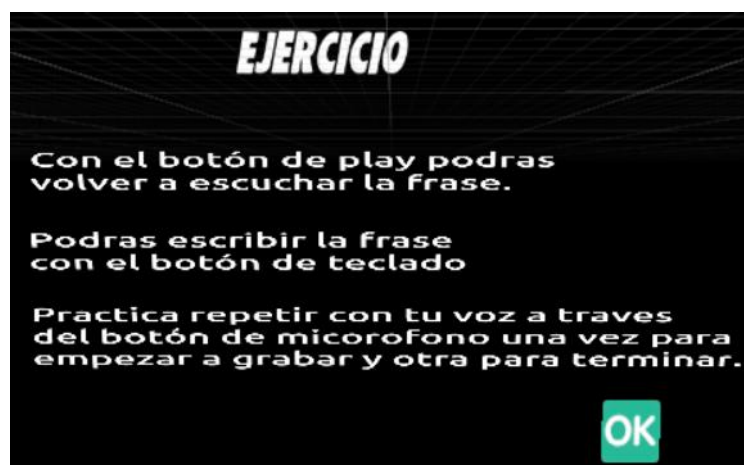 EJERCICIO
Con el botón de play podras
volver a escuchar la frase.
Podras escribir la frase
con el botón de teclado
Practica repetir con tu voz a traves
del botón de micorofono una vez para
empezar a grabar y otra para terminar.
OK